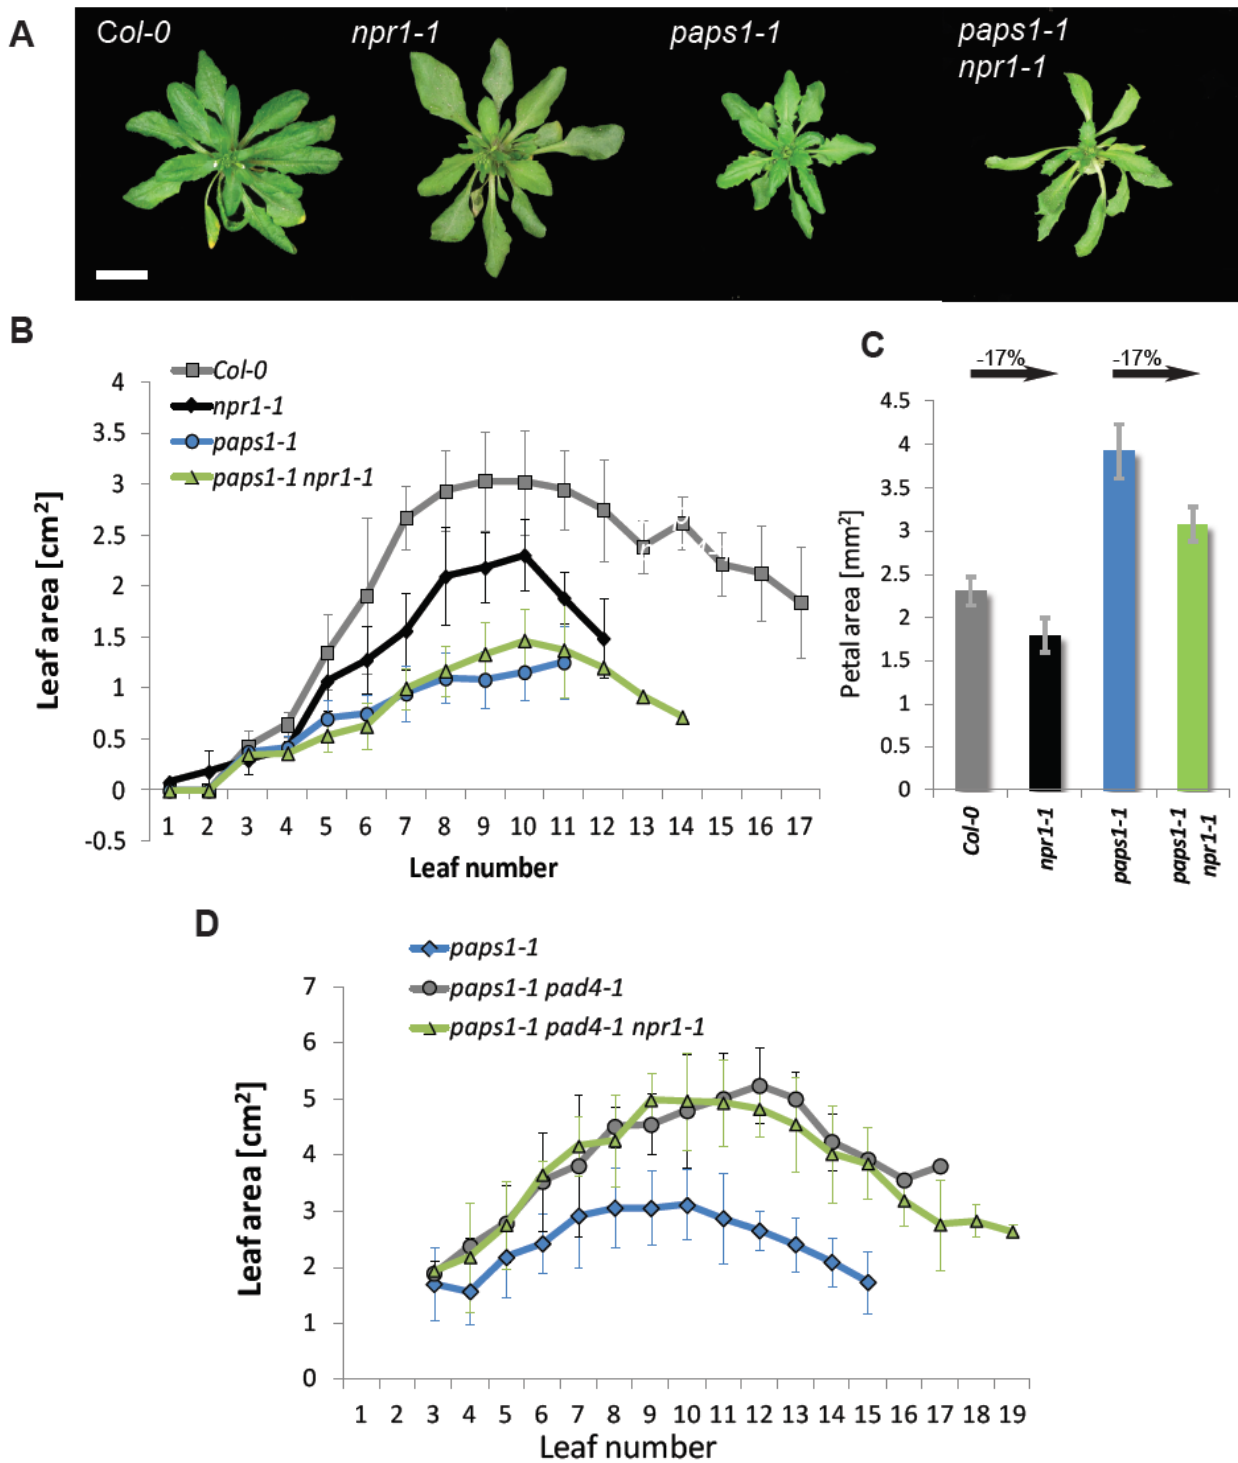 A
Col-0
npr1-1
paps1-1
paps1-1
npr1-1
B
Col-0
npr1-1
paps1-1
paps1-1 npr1-1
4
3.5
3
2.5
2
1.5
1
0.5
0
-0.5
Leaf area [cm²]
1 2 3 4 5 6 7 8 9 10 11 12 13 14 15 16 17
Leaf number
C
-17%
-17%
4.5
4
3.5
3
2.5
2
1.5
1
0.5
0
Petal area [mm²]
Col-0
npr1-1
paps1-1
paps1-1
npr1-1
D
paps1-1
paps1-1 pad4-1
paps1-1 pad4-1 npr1-1
7
6
5
4
3
2
1
0
Leaf area [cm²]
1 2 3 4 5 6 7 8 9 10 11 12 13 14 15 16 17 18 19
Leaf number